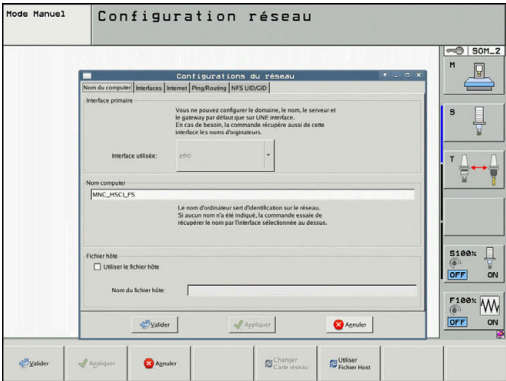 Mode Manuel
Configuration réseau
SOM_2
Configurations du réseau
Nom du computer Interfaces Internet Ping/Routing NFS UID/GID
Interface primaire
Vous ne pouvez configurer le domaine, le nom, le serveur et
le gateway par défaut que sur UNE interface.
En cas de besoin, la commande récupère aussi de cette
interface les noms d'orginateurs.
Interface utilisée:
eth0
Nom computer
MNC_HSCI_FS
Le nom d'ordinateur sert d'identification sur le réseau.
Si aucun nom n'a été indiqué, la commande essaie de
récupérer le nom par l'interface sélectionnée au dessus.
Fichier hôte
Utiliser le fichier hôte
Nom du fichier hôte:
Valider
Appliquer
Annuler
M
S
T
S100%
OFF ON
F100%
OFF ON
Valider
Appliquer
Annuler
Changer
Carte réseau
Utiliser
Fichier Host